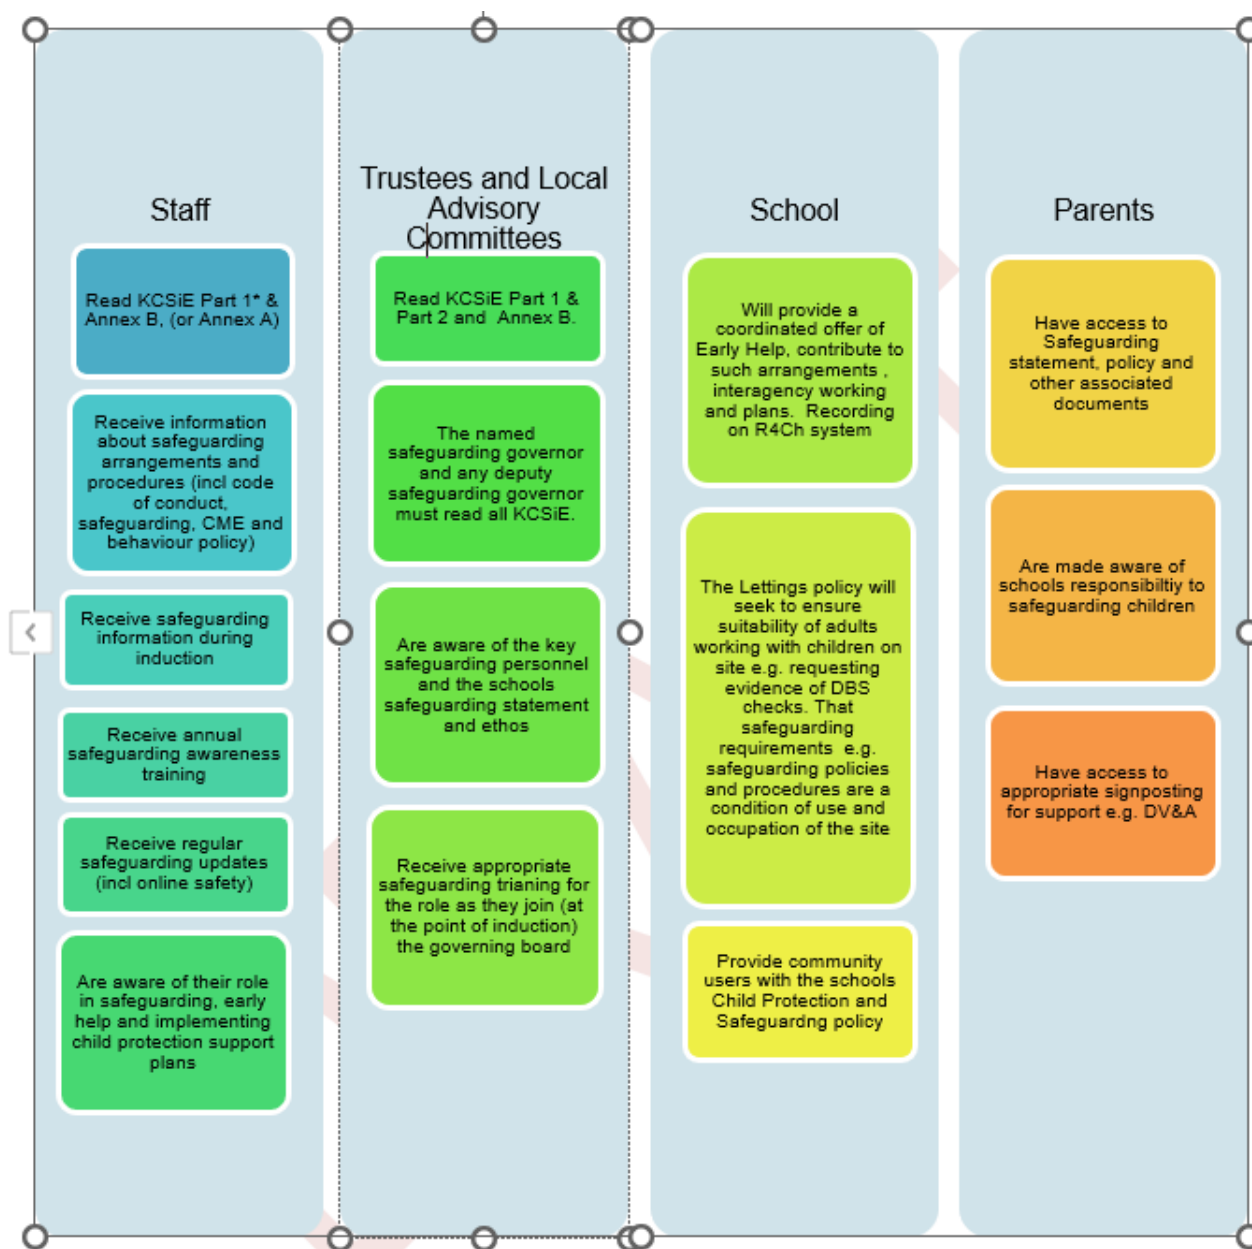 Staff
Read KCSiE Part 1* &
Annex B, (or Annex A)
Receive information
about safeguarding
arrangements and
procedures (incl code
of conduct,
safeguarding, CME and
behaviour policy)
Receive safeguarding
information during
induction
Receive annual
safeguarding awareness
training
Receive regular
safeguarding updates
(incl online safety)
Are aware of their role
in safeguarding, early
help and implementing
child protection support
plans
Trustees and Local
Advisory
Committees
Read KCSiE Part 1 &
Part 2 and Annex B.
The named
safeguarding governor
and any deputy
safeguarding governor
must read all KCSiE.
Are aware of the key
safeguarding personnel
and the schools
safeguarding statement
and ethos
Receive appropriate
safeguarding trianing for
the role as they join (at
the point of induction)
the governing board
School
Will provide a
coordinated offer of
Early Help, contribute to
such arrangements ,
interagency working
and plans. Recording
on R4Ch system
The Lettings policy will
seek to ensure
suitability of adults
working with children on
site e.g. requesting
evidence of DBS
checks. That
safeguarding
requirements e.g.
safeguarding policies
and procedures are a
condition of use and
occupation of the site
Provide community
users with the schools
Child Protection and
Safeguardng policy
Parents
Have access to
Safeguarding
statement, policy and
other associated
documents
Are made aware of
schools responsibiltiy to
safeguarding children
Have access to
appropriate signposting
for support e.g. DV&A